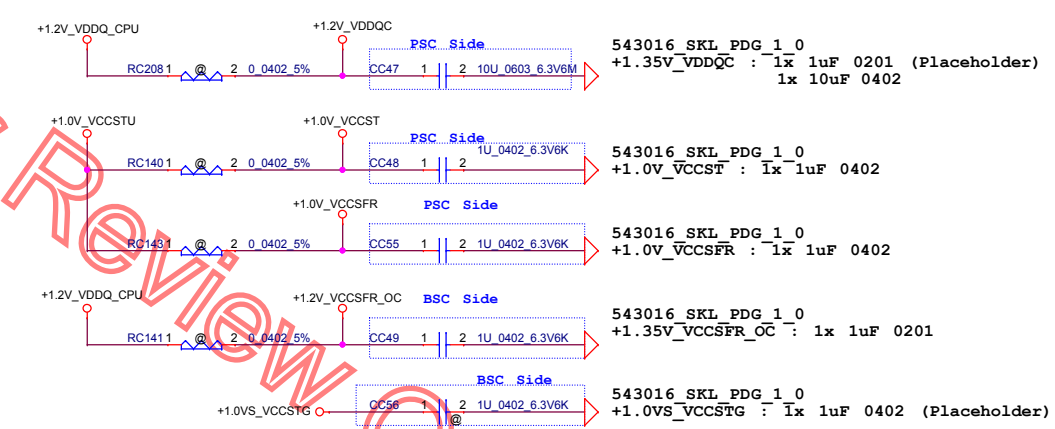 +1.2V_VDDQ_CPU
+1.2V_VDDQC
PSC Side
RC208 1 @ 2 0_0402_5%
CC47 1 2 10U_0603_6.3V6M
543016_SKL_PDG_1_0
+1.35V_VDDQC : 1x 1uF 0201 (Placeholder)
1x 10uF 0402
+1.0V_VCCSTU
+1.0V_VCCST
PSC Side
RC140 1 @ 2 0_0402_5%
CC48 1 2 1U_0402_6.3V6K
543016_SKL_PDG_1_0
+1.0V_VCCST : 1x 1uF 0402
+1.0V_VCCSFR
PSC Side
RC143 1 @ 2 0_0402_5%
CC55 1 2 1U_0402_6.3V6K
543016_SKL_PDG_1_0
+1.0V_VCCSFR : 1x 1uF 0402
+1.2V_VDDQ_CPU
+1.2V_VCCSFR_OC
BSC Side
RC141 1 @ 2 0_0402_5%
CC49 1 2 1U_0402_6.3V6K
543016_SKL_PDG_1_0
+1.35V_VCCSFR_OC : 1x 1uF 0201
BSC Side
+1.0VS_VCCSTG
CC56 1 2 1U_0402_6.3V6K
@
543016_SKL_PDG_1_0
+1.0VS_VCCSTG : 1x 1uF 0402 (Placeholder)
Review